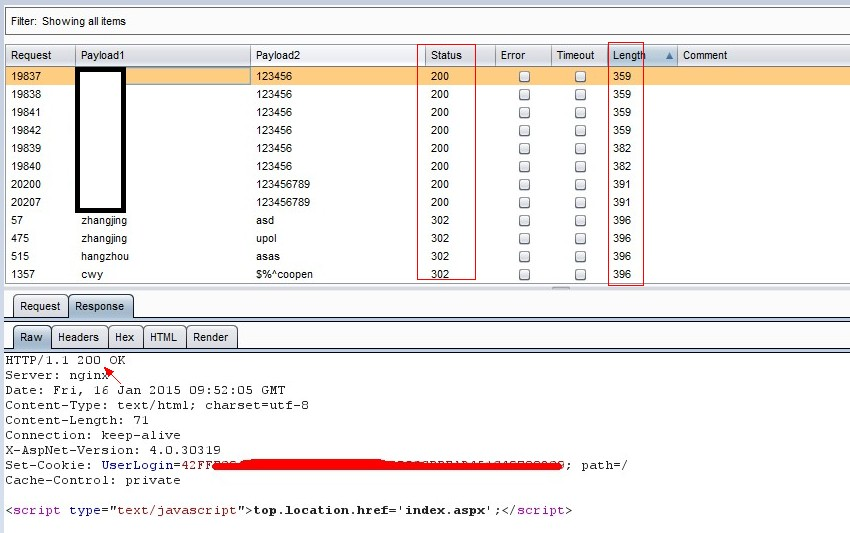 Filter: Showing all items
Request Payload1 Payload2 Status Error Timeout Length Comment
19837 123456 200 359
19838 123456 200 359
19841 123456 200 359
19842 123456 200 359
19839 123456 200 382
19840 123456 200 382
20200 123456789 200 391
20207 123456789 200 391
57 zhangjing asd 302 396
475 zhangjing upol 302 396
515 hangzhou asas 302 396
1357 cwy $%^coopen 302 396
Request Response
Raw Headers Hex HTML Render
HTTP/1.1 200 OK
Server: nginx
Date: Fri, 16 Jan 2015 09:52:05 GMT
Content-Type: text/html; charset=utf-8
Content-Length: 71
Connection: keep-alive
X-AspNet-Version: 4.0.30319
Set-Cookie: UserLogin=42FF ; path=/
Cache-Control: private
<script type="text/javascript">top.location.href='index.aspx';</script>